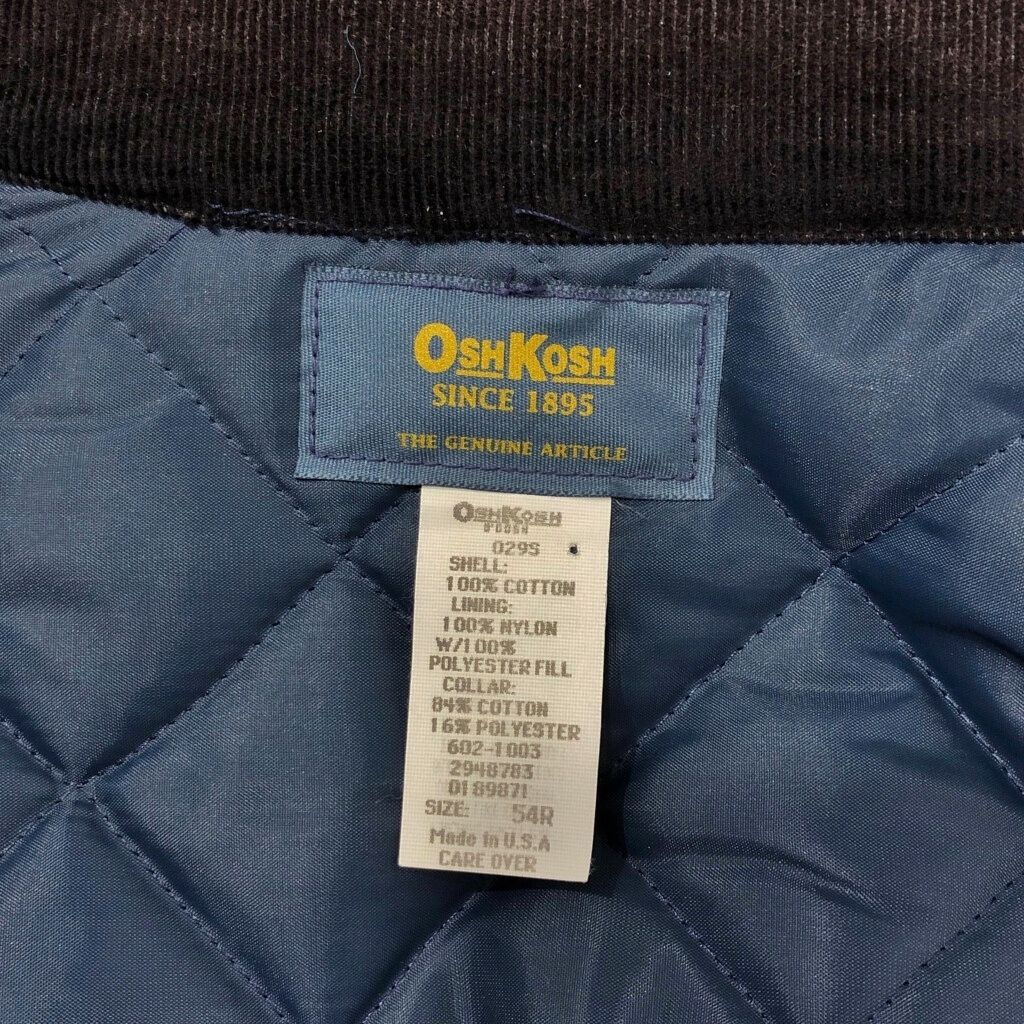 OSHKOSH
SINCE 1895
THE GENUINE ARTICLE
OSHKOSH
B'GOSH
029S
SHELL:
100% COTTON
LINING:
100% NYLON
W/100%
POLYESTER FILL
COLLAR:
84% COTTON
16% POLYESTER
602-1003
2948783
0189871
SIZE: 54R
Made in U.S.A
CARE OVER